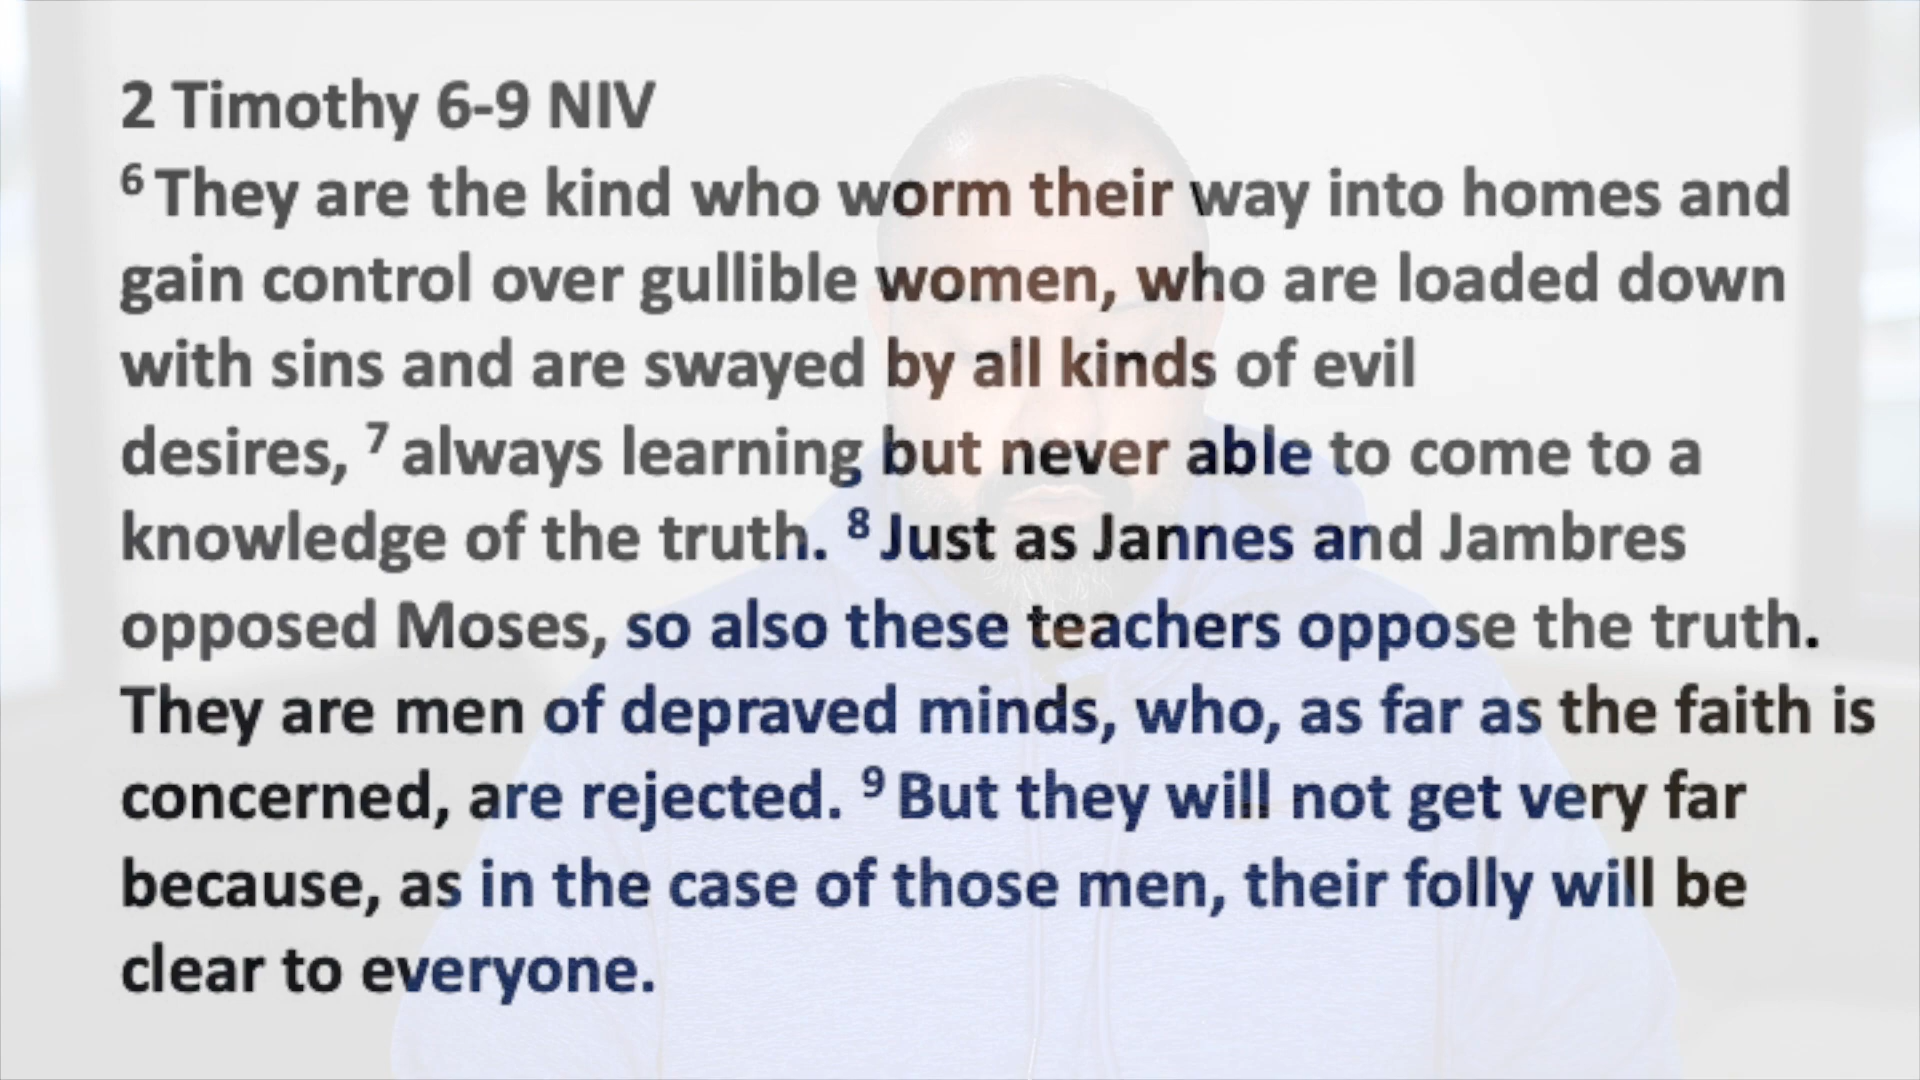 2 Timothy 6-9 NIV
6 They are the kind who worm their way into homes and
gain control over gullible women, who are loaded down
with sins and are swayed by all kinds of evil
desires, 7 always learning but never able to come to a
knowledge of the truth. 8 Just as Jannes and Jambres
opposed Moses, so also these teachers oppose the truth.
They are men of depraved minds, who, as far as the faith is
concerned, are rejected. 9 But they will not get very far
because, as in the case of those men, their folly will be
clear to everyone.